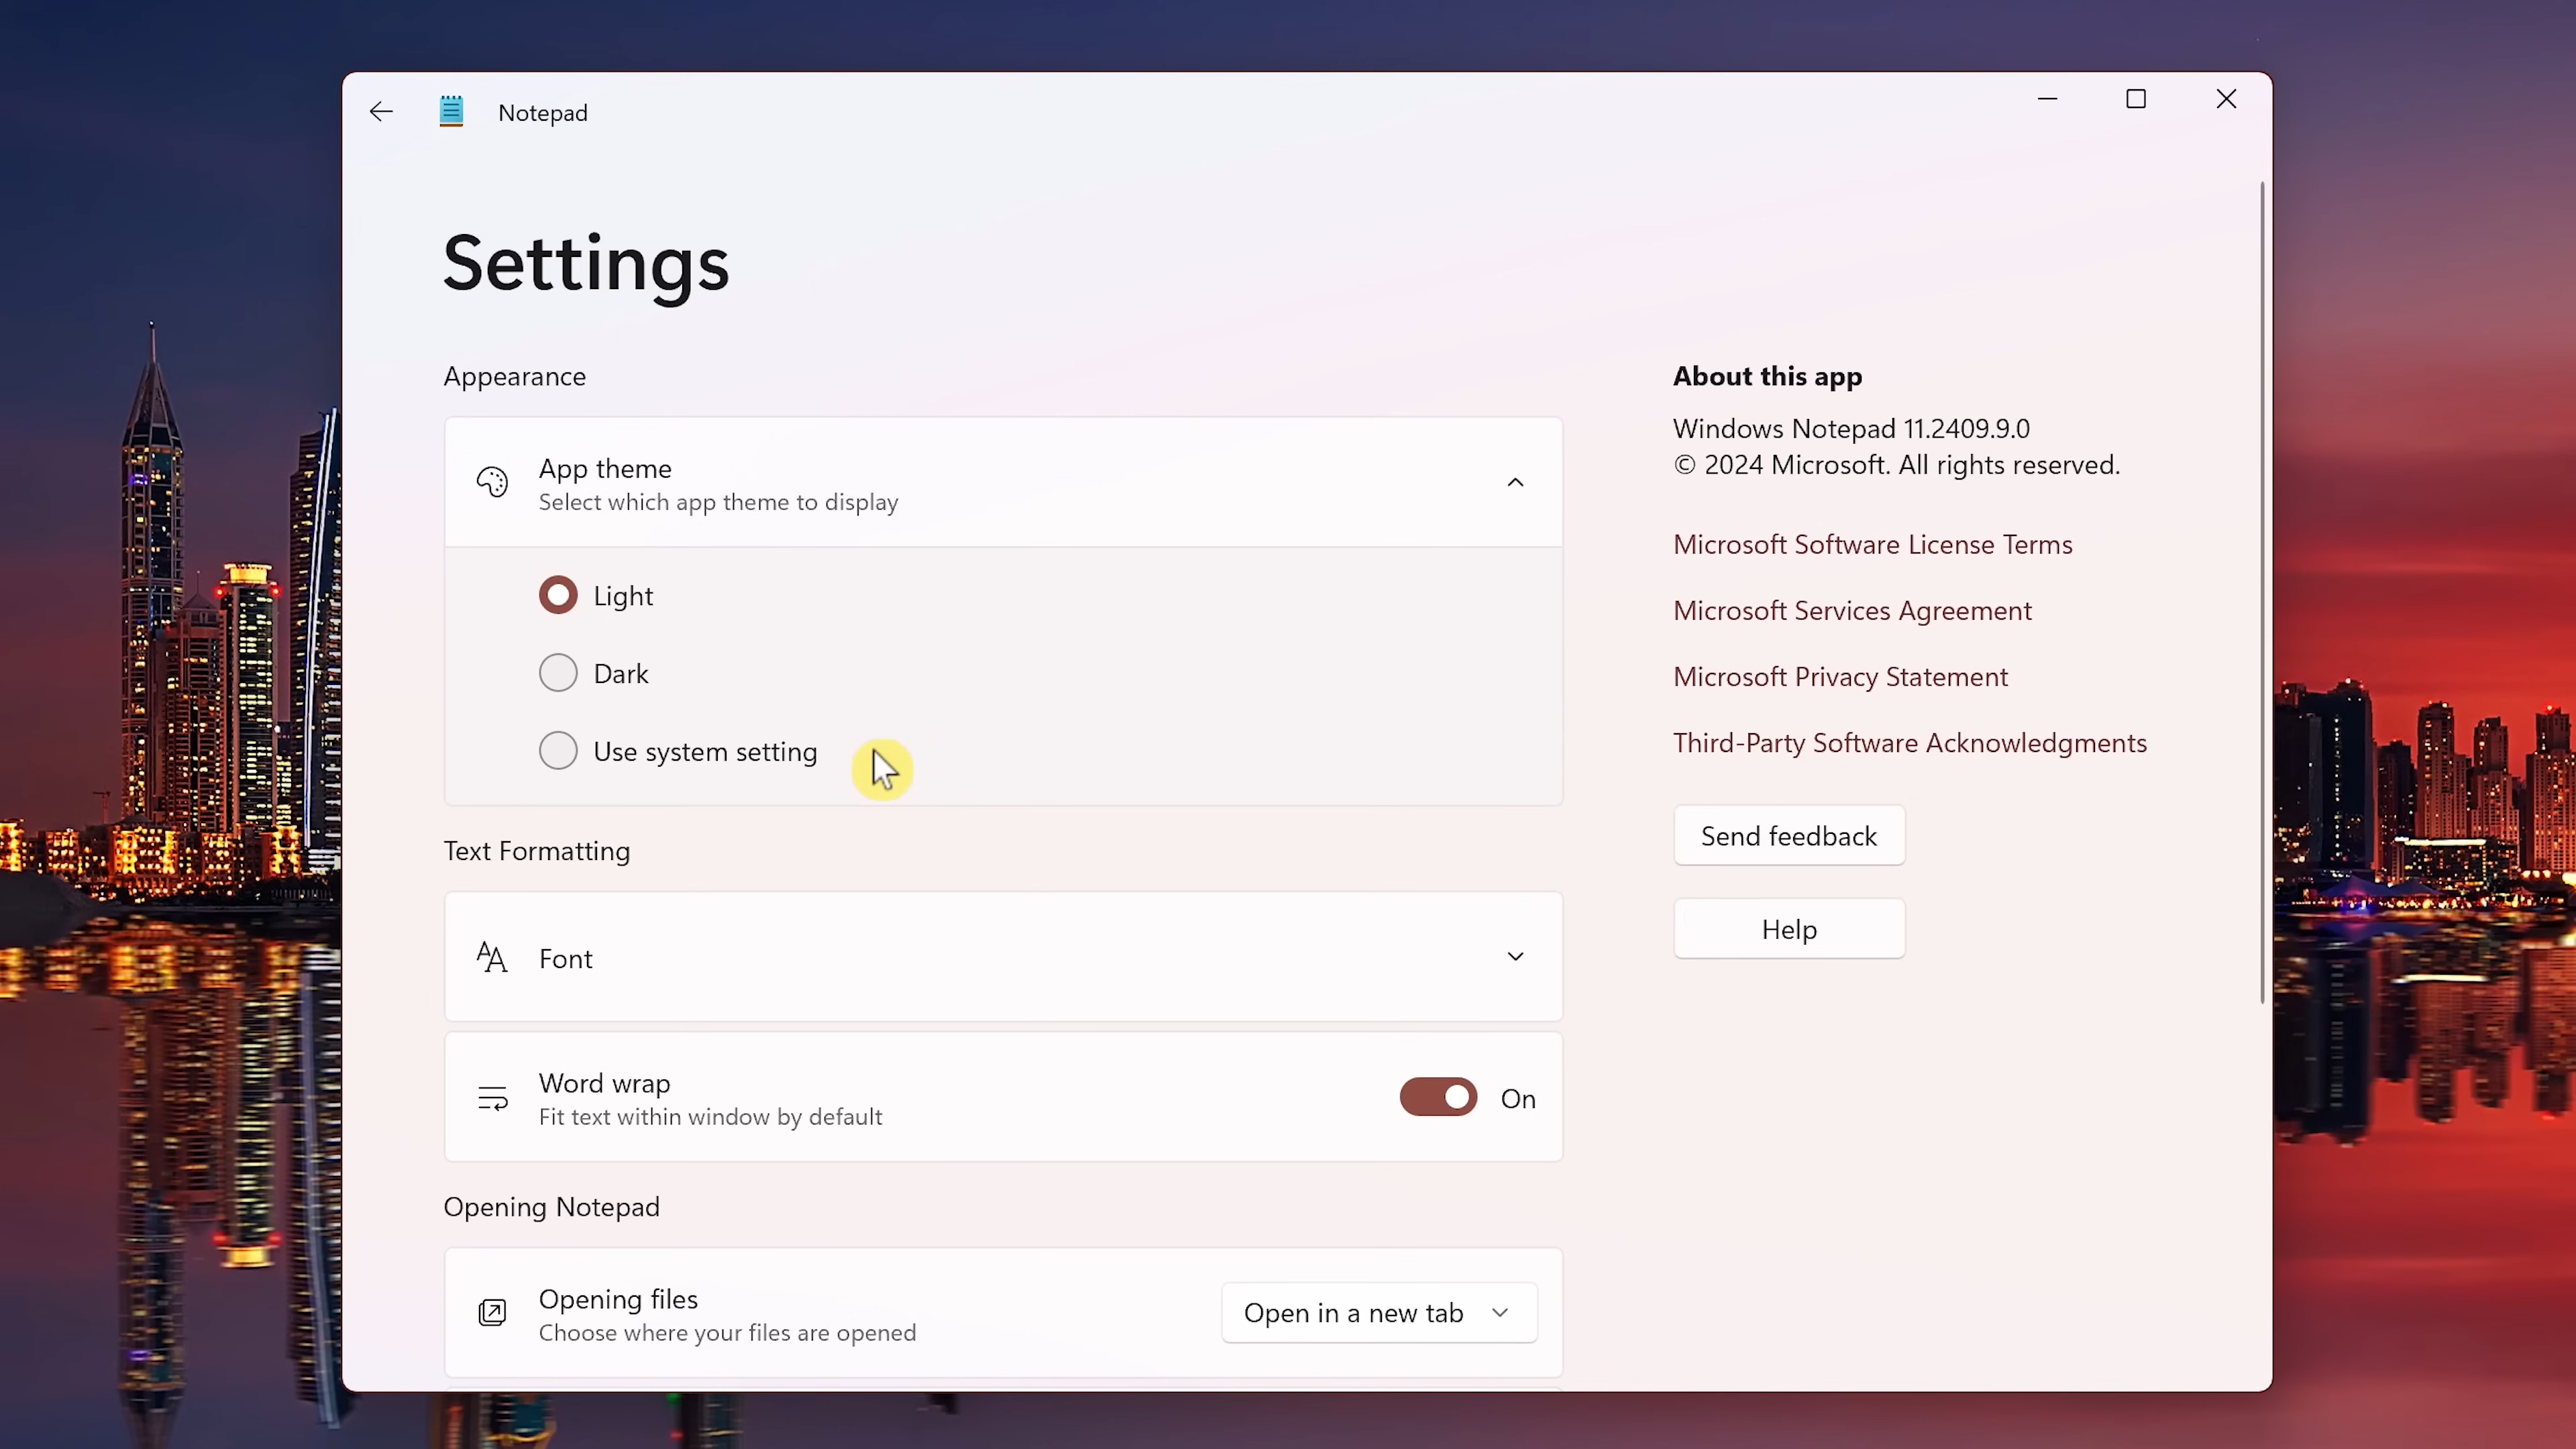 Notepad
Settings
Appearance
App theme
Select which app theme to display
Light
Dark
Use system setting
Text Formatting
Font
Word wrap
Fit text within window by default
On
Opening Notepad
Opening files
Choose where your files are opened
Open in a new tab
About this app
Windows Notepad 11.2409.9.0
© 2024 Microsoft. All rights reserved.
Microsoft Software License Terms
Microsoft Services Agreement
Microsoft Privacy Statement
Third-Party Software Acknowledgments
Send feedback
Help